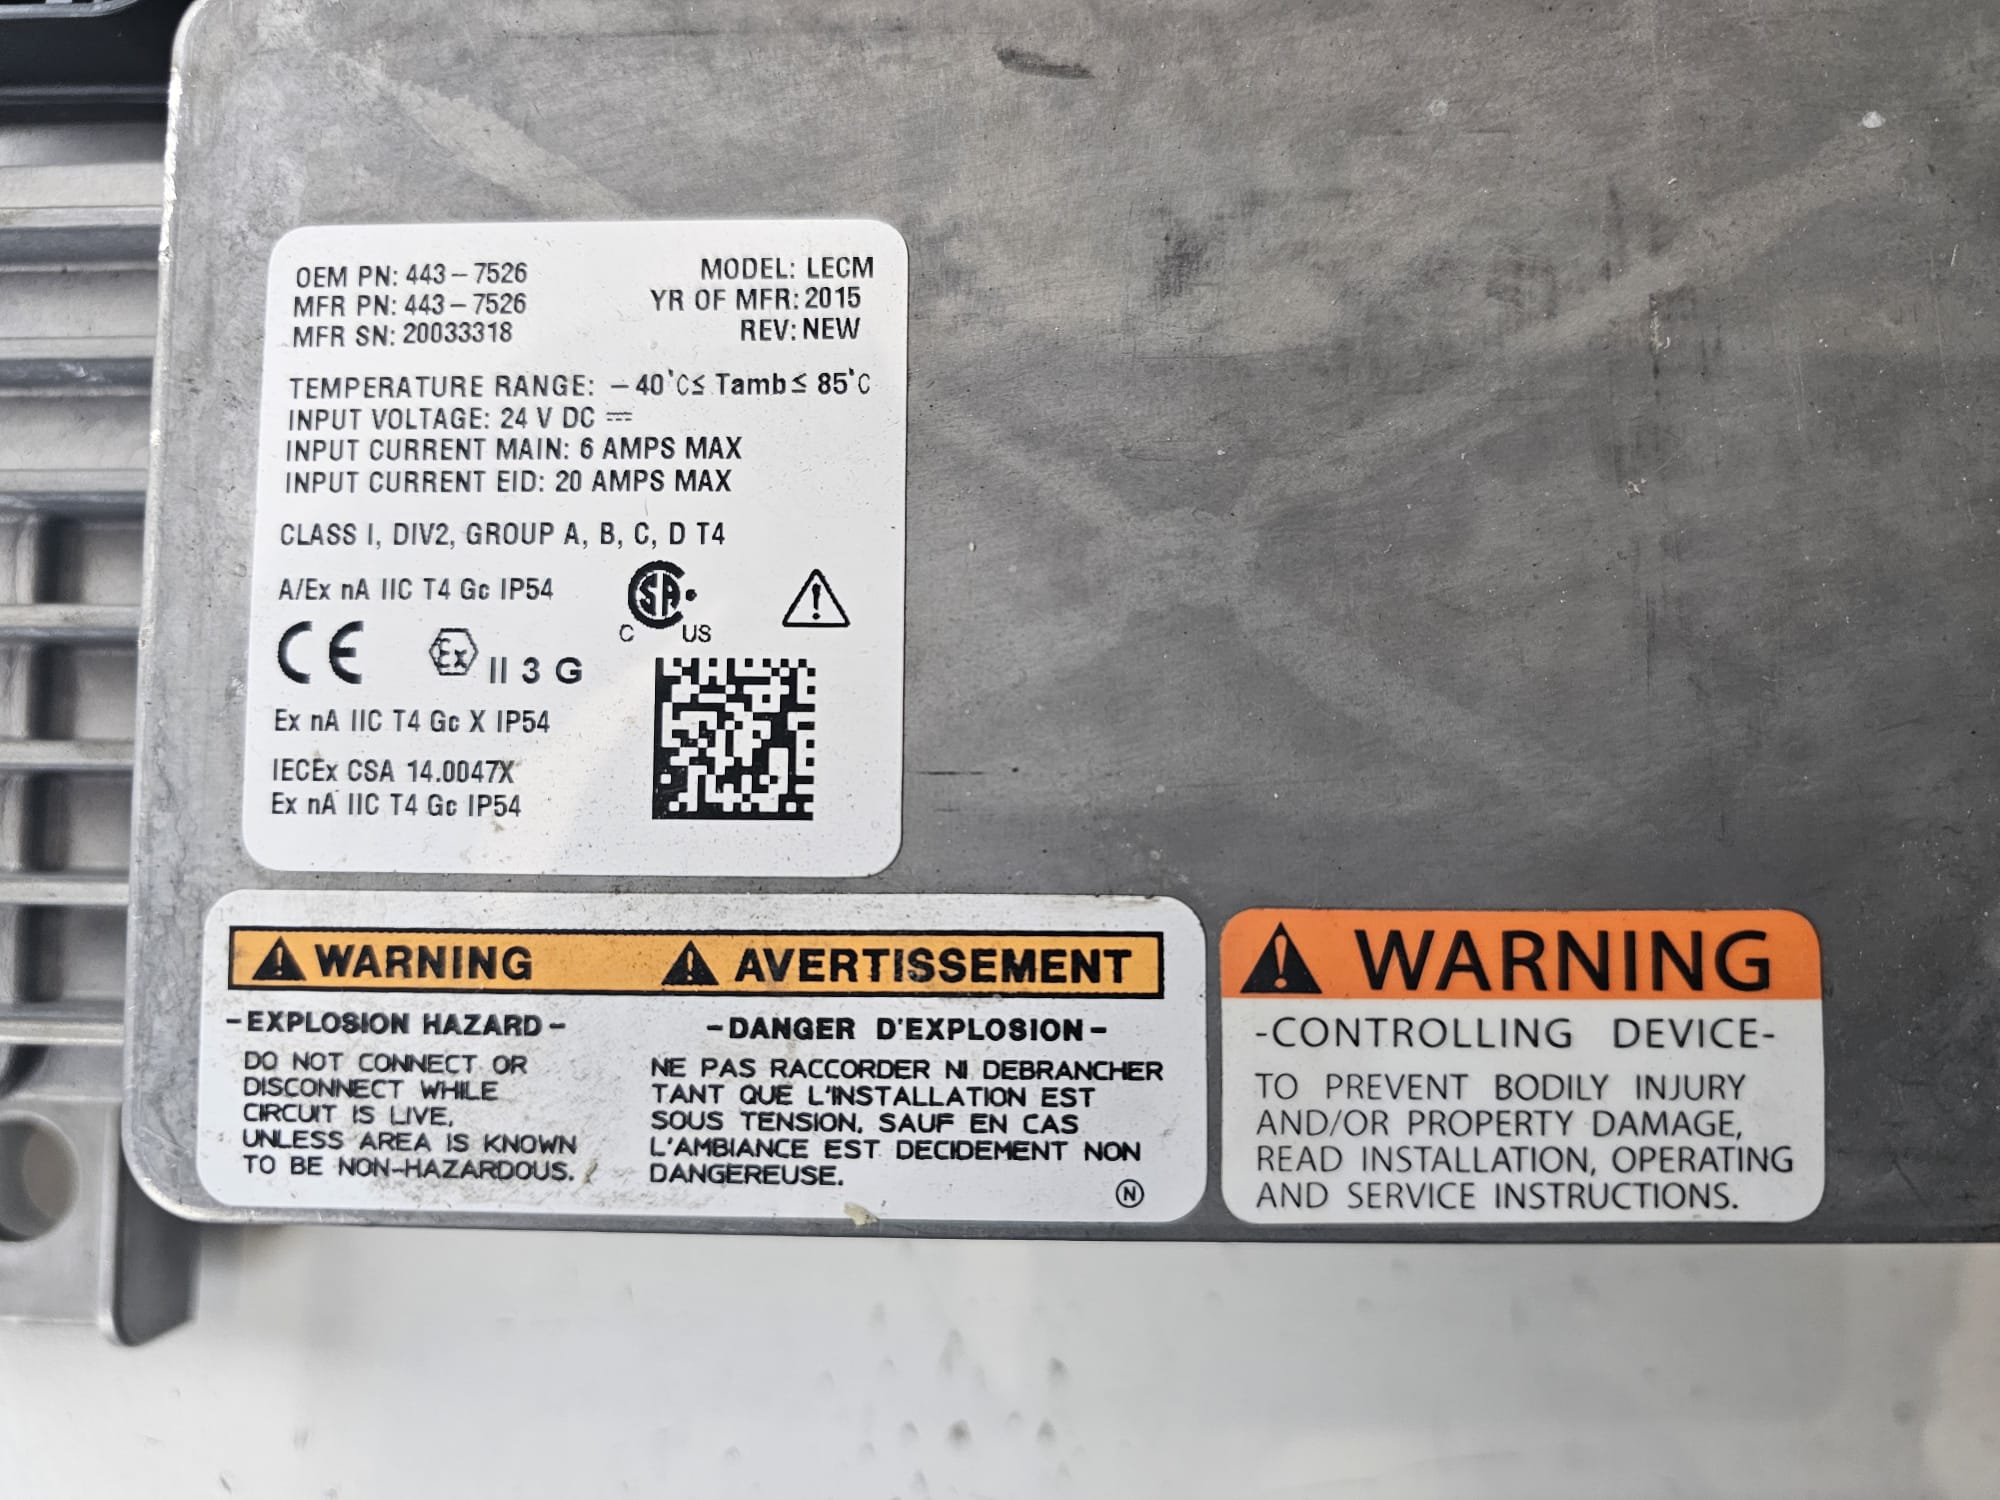 OEM PN: 443-7526
MFR PN: 443-7526
MFR SN: 20033318
MODEL: LECM
YR OF MFR: 2015
REV: NEW
TEMPERATURE RANGE: -40°C ≤ Tamb ≤ 85°C
INPUT VOLTAGE: 24 V DC ⎓
INPUT CURRENT MAIN: 6 AMPS MAX
INPUT CURRENT EID: 20 AMPS MAX
CLASS I, DIV2, GROUP A, B, C, D T4
A/Ex nA IIC T4 Gc IP54
C SA US
CE Ex II 3 G
Ex nA IIC T4 Gc X IP54
IECEx CSA 14.0047X
Ex nA IIC T4 Gc IP54
WARNING
-EXPLOSION HAZARD-
DO NOT CONNECT OR
DISCONNECT WHILE
CIRCUIT IS LIVE,
UNLESS AREA IS KNOWN
TO BE NON-HAZARDOUS.
AVERTISSEMENT
-DANGER D'EXPLOSION-
NE PAS RACCORDER NI DEBRANCHER
TANT QUE L'INSTALLATION EST
SOUS TENSION, SAUF EN CAS
L'AMBIANCE EST DECIDEMENT NON
DANGEREUSE.
N
WARNING
-CONTROLLING DEVICE-
TO PREVENT BODILY INJURY
AND/OR PROPERTY DAMAGE,
READ INSTALLATION, OPERATING
AND SERVICE INSTRUCTIONS.